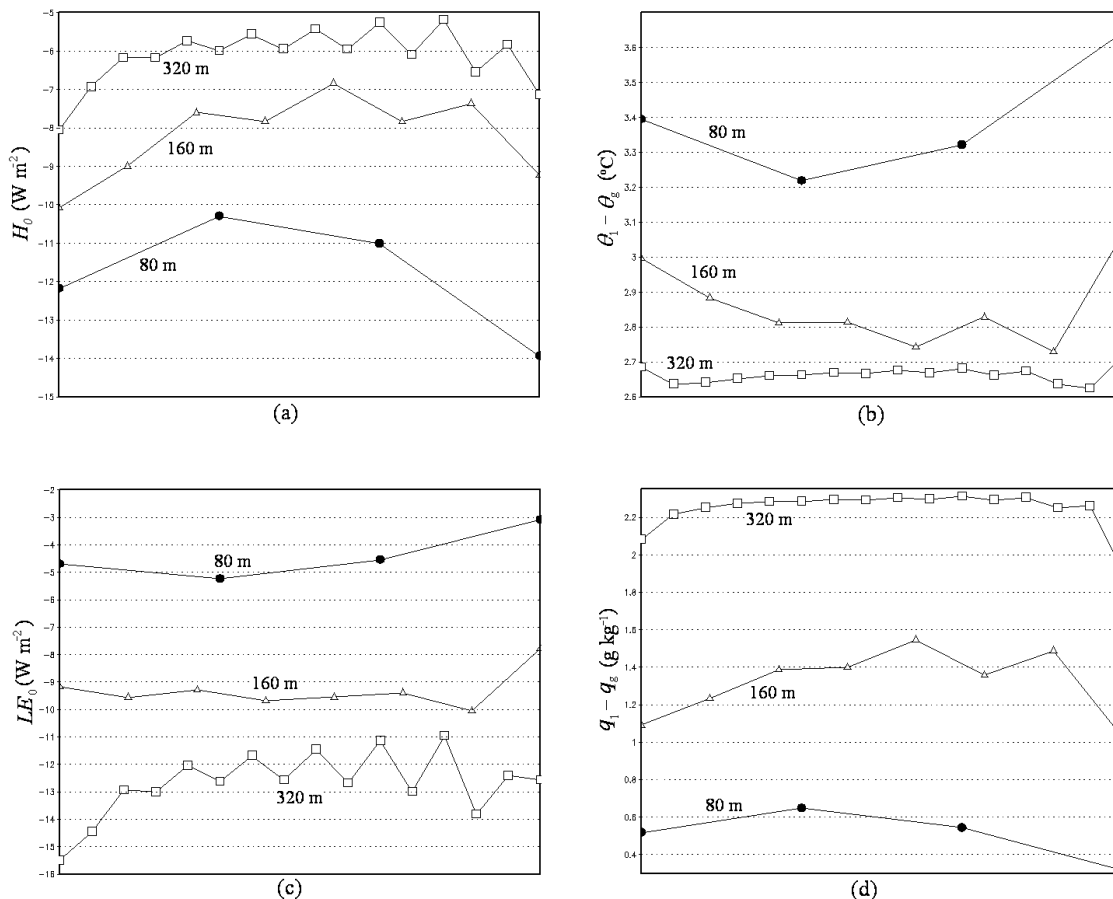 −5
−6
−7
−8
−9
−10
−11
−12
−13
−14
−15
H₀ (W m⁻²)
320 m
160 m
80 m
(a)
3.6
3.5
3.4
3.3
3.2
3.1
3
2.9
2.8
2.7
2.6
θ₁ − θg (°C)
80 m
160 m
320 m
(b)
−2
−3
−4
−5
−6
−7
−8
−9
−10
−11
−12
−13
−14
−15
−16
LE₀ (W m⁻²)
80 m
160 m
320 m
(c)
2.2
2
1.8
1.6
1.4
1.2
1
0.8
0.6
0.4
q₁ − qg (g kg⁻¹)
320 m
160 m
80 m
(d)